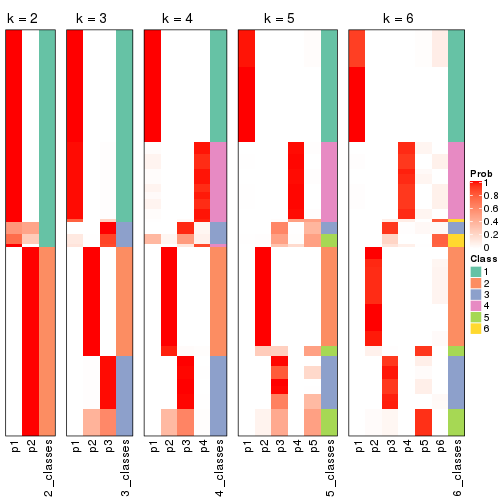 k = 2
k = 3
k = 4
k = 5
k = 6
p1
p2
2_classes
p1
p2
p3
3_classes
p1
p2
p3
p4
4_classes
p1
p2
p3
p4
p5
5_classes
p1
p2
p3
p4
p5
p6
6_classes
Prob
1
0.8
0.6
0.4
0.2
0
Class
1
2
3
4
5
6